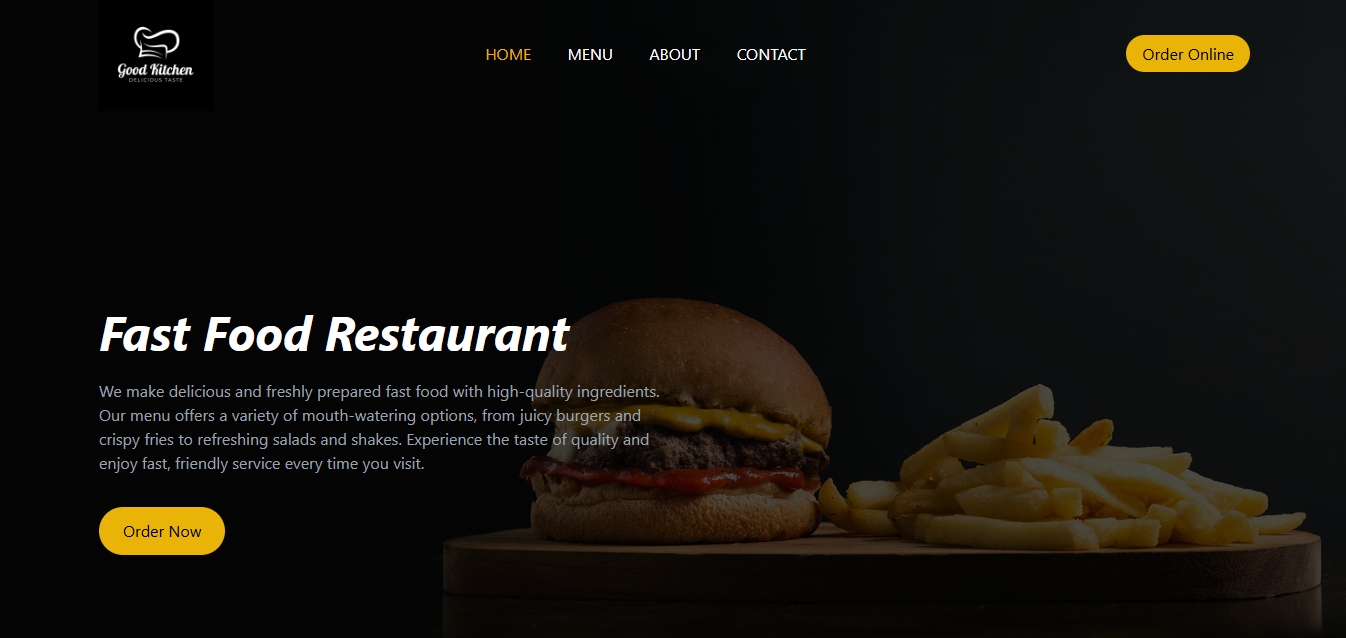 Good Kitchen
DELICIOUS TASTE
HOME MENU ABOUT CONTACT
Order Online
Fast Food Restaurant
We make delicious and freshly prepared fast food with high-quality ingredients.
Our menu offers a variety of mouth-watering options, from juicy burgers and
crispy fries to refreshing salads and shakes. Experience the taste of quality and
enjoy fast, friendly service every time you visit.
Order Now